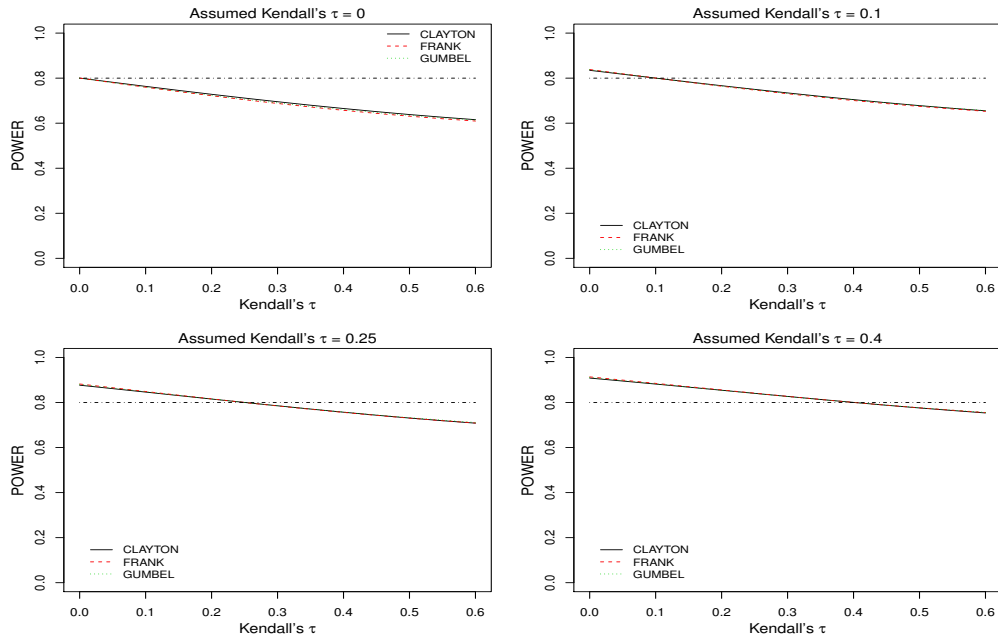 Assumed Kendall's τ = 0
CLAYTON
FRANK
GUMBEL
POWER
0.0 0.2 0.4 0.6 0.8 1.0
0.0 0.1 0.2 0.3 0.4 0.5 0.6
Kendall's τ
Assumed Kendall's τ = 0.1
CLAYTON
FRANK
GUMBEL
POWER
0.0 0.2 0.4 0.6 0.8 1.0
0.0 0.1 0.2 0.3 0.4 0.5 0.6
Kendall's τ
Assumed Kendall's τ = 0.25
CLAYTON
FRANK
GUMBEL
POWER
0.0 0.2 0.4 0.6 0.8 1.0
0.0 0.1 0.2 0.3 0.4 0.5 0.6
Kendall's τ
Assumed Kendall's τ = 0.4
CLAYTON
FRANK
GUMBEL
POWER
0.0 0.2 0.4 0.6 0.8 1.0
0.0 0.1 0.2 0.3 0.4 0.5 0.6
Kendall's τ